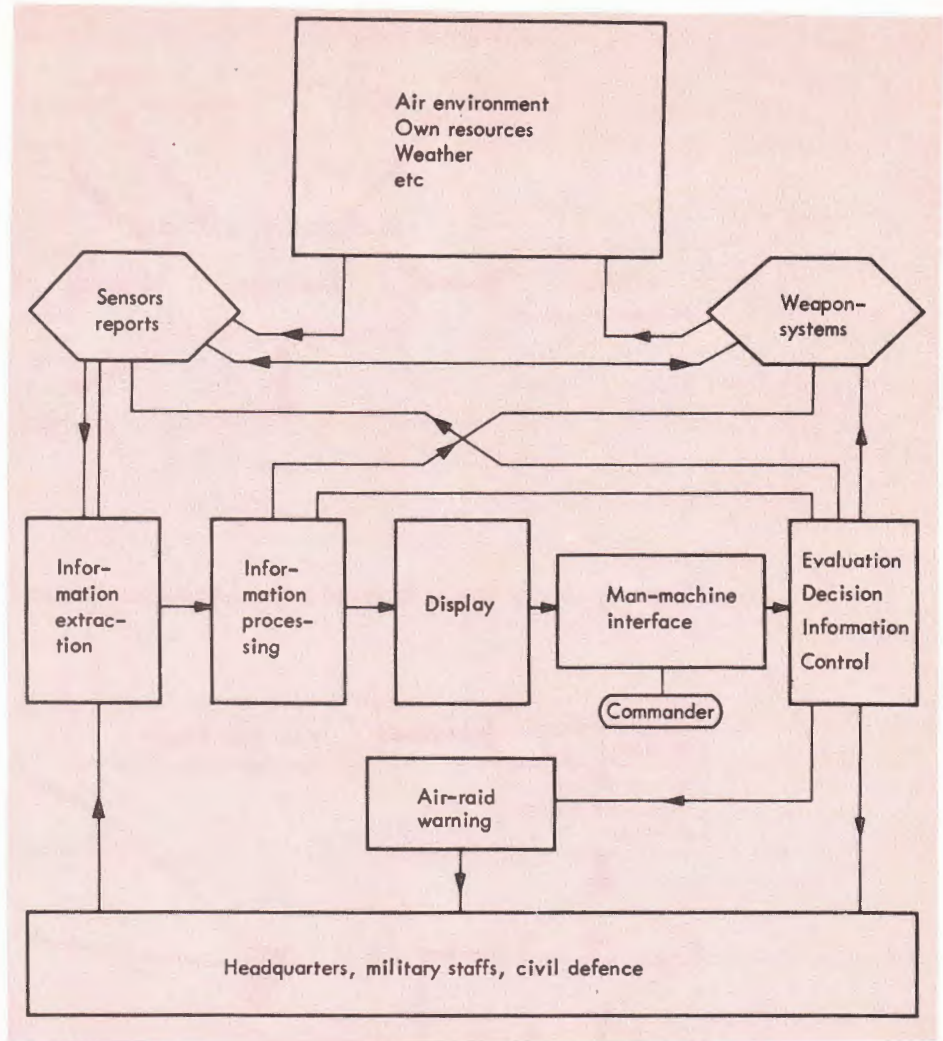 Air environment
Own resources
Weather
etc
Sensors
reports
Weapon-
systems
Infor-
mation
extrac-
tion
Infor-
mation
proces-
sing
Display
Man-machine
interface
Evaluation
Decision
Information
Control
Commander
Air-raid
warning
Headquarters, military staffs, civil defence